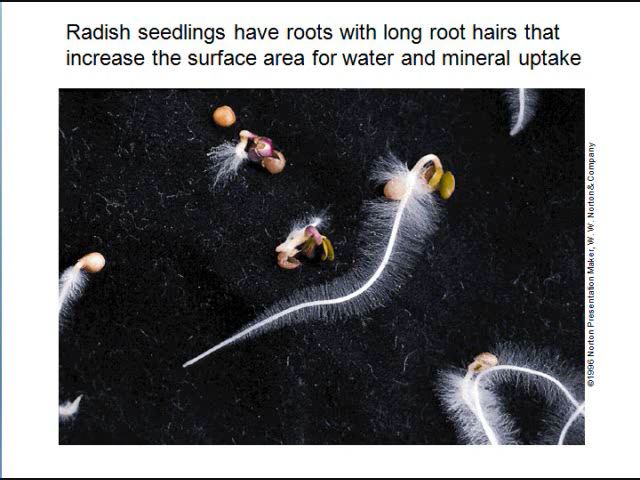 Radish seedlings have roots with long root hairs that
increase the surface area for water and mineral uptake
©1996 Norton Presentation Maker, W. W. Norton & Company